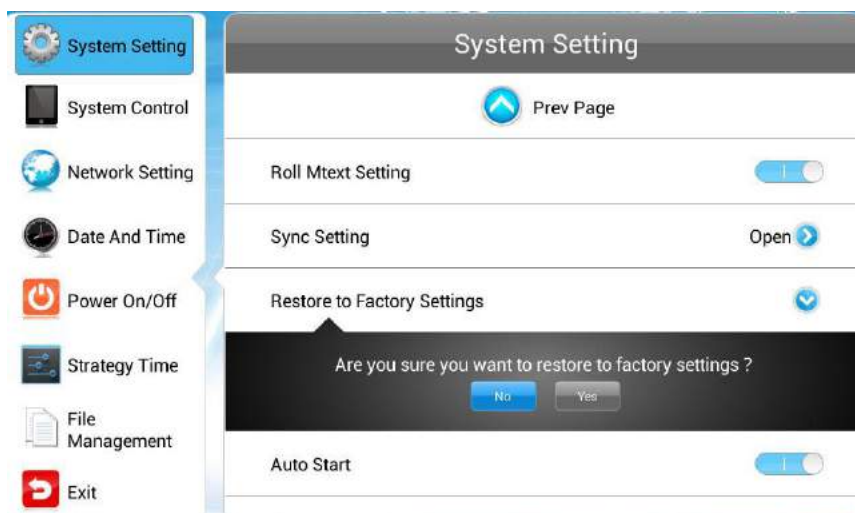 System Setting
System Control
Network Setting
Date And Time
Power On/Off
Strategy Time
File
Management
Exit
System Setting
Prev Page
Roll Mtext Setting
Sync Setting
Open
Restore to Factory Settings
Are you sure you want to restore to factory settings ?
No
Yes
Auto Start